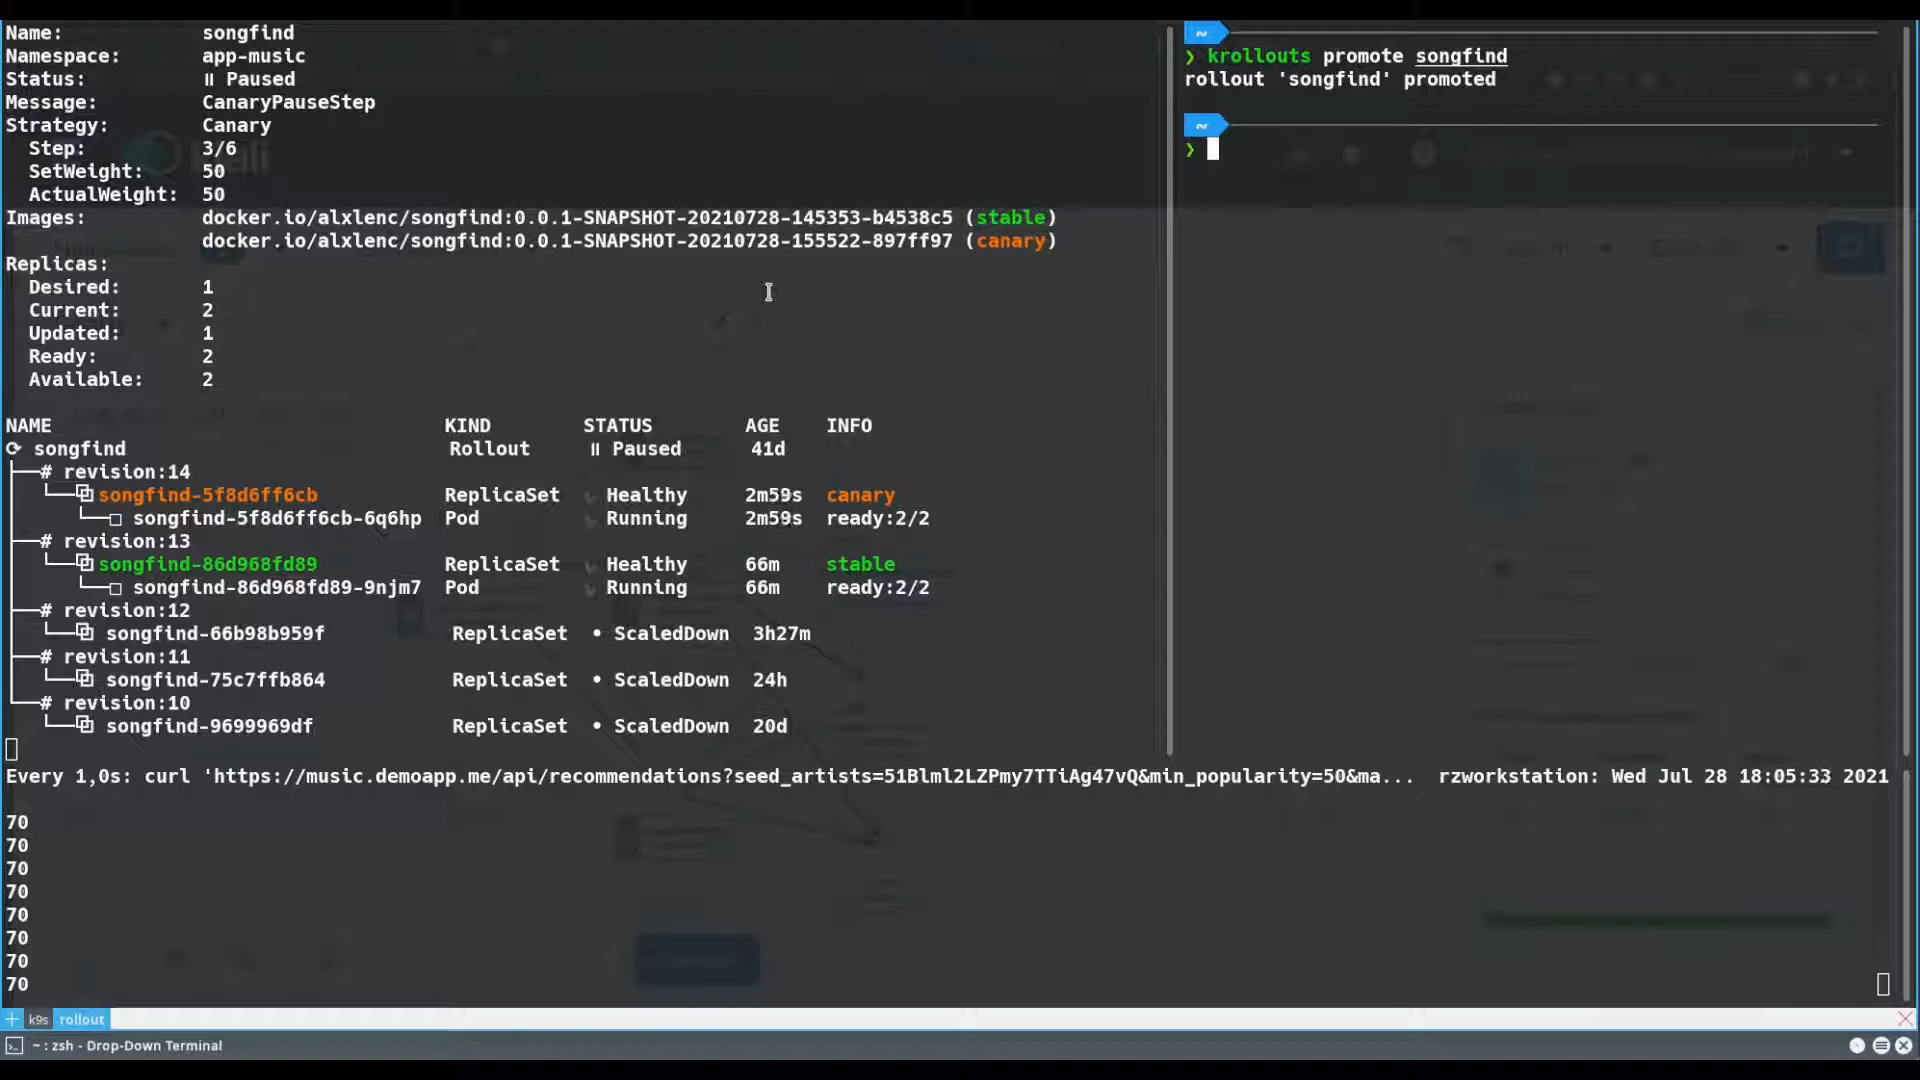 Name: songfind
Namespace: app-music
Status: ॥ Paused
Message: CanaryPauseStep
Strategy: Canary
Step: 3/6
SetWeight: 50
ActualWeight: 50
Images: docker.io/alxlenc/songfind:0.0.1-SNAPSHOT-20210728-145353-b4538c5 (stable)
docker.io/alxlenc/songfind:0.0.1-SNAPSHOT-20210728-155522-897ff97 (canary)
Replicas:
Desired: 1
Current: 2
Updated: 1
Ready: 2
Available: 2
NAME KIND STATUS AGE INFO
⟳ songfind Rollout ॥ Paused 41d
├──# revision:14
│ └──⧉ songfind-5f8d6ff6cb ReplicaSet ✔ Healthy 2m59s canary
│ └──□ songfind-5f8d6ff6cb-6q6hp Pod ✔ Running 2m59s ready:2/2
├──# revision:13
│ └──⧉ songfind-86d968fd89 ReplicaSet ✔ Healthy 66m stable
│ └──□ songfind-86d968fd89-9njm7 Pod ✔ Running 66m ready:2/2
├──# revision:12
│ └──⧉ songfind-66b98b959f ReplicaSet • ScaledDown 3h27m
├──# revision:11
│ └──⧉ songfind-75c7ffb864 ReplicaSet • ScaledDown 24h
└──# revision:10
└──⧉ songfind-9699969df ReplicaSet • ScaledDown 20d
~
❯ krollouts promote songfind
rollout 'songfind' promoted
~
❯
Every 1,0s: curl 'https://music.demoapp.me/api/recommendations?seed_artists=51Blml2LZPmy7TTiAg47vQ&min_popularity=50&ma... rzworkstation: Wed Jul 28 18:05:33 2021
70
70
70
70
70
70
70
70
k9s rollout
~ : zsh - Drop-Down Terminal